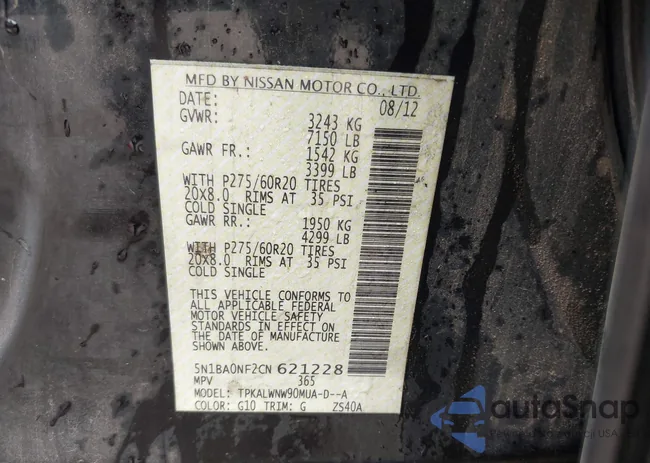 MFD BY NISSAN MOTOR CO., LTD.
DATE: 08/12
GVWR: 3243 KG
7150 LB
GAWR FR.: 1542 KG
3399 LB
WITH P275/60R20 TIRES
20X8.0 RIMS AT 35 PSI
COLD SINGLE
GAWR RR.: 1950 KG
4299 LB
WITH P275/60R20 TIRES
20X8.0 RIMS AT 35 PSI
COLD SINGLE
THIS VEHICLE CONFORMS TO
ALL APPLICABLE FEDERAL
MOTOR VEHICLE SAFETY
STANDARDS IN EFFECT ON
THE DATE OF MANUFACTURE
SHOWN ABOVE.
5N1BA0NF2CN 621228
MPV 365
MODEL: TPKALWNW90MUA-D--A
COLOR: G10 TRIM: G ZS40A
autoSnap